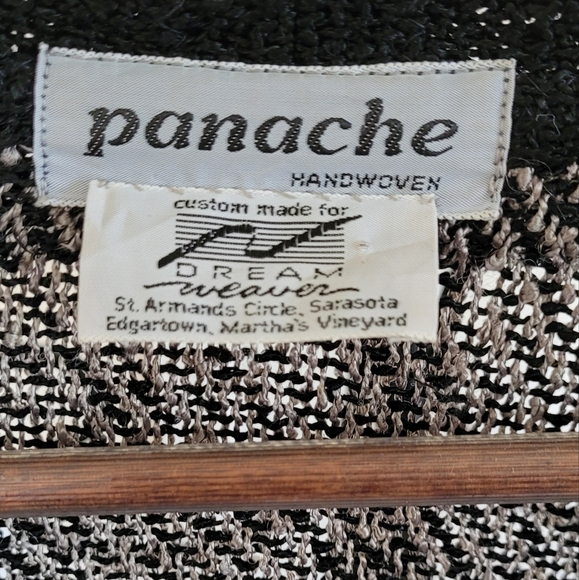 panache
HANDWOVEN
custom made for
DREAM
weaver
St. Armands Circle, Sarasota
Edgartown, Martha's Vineyard